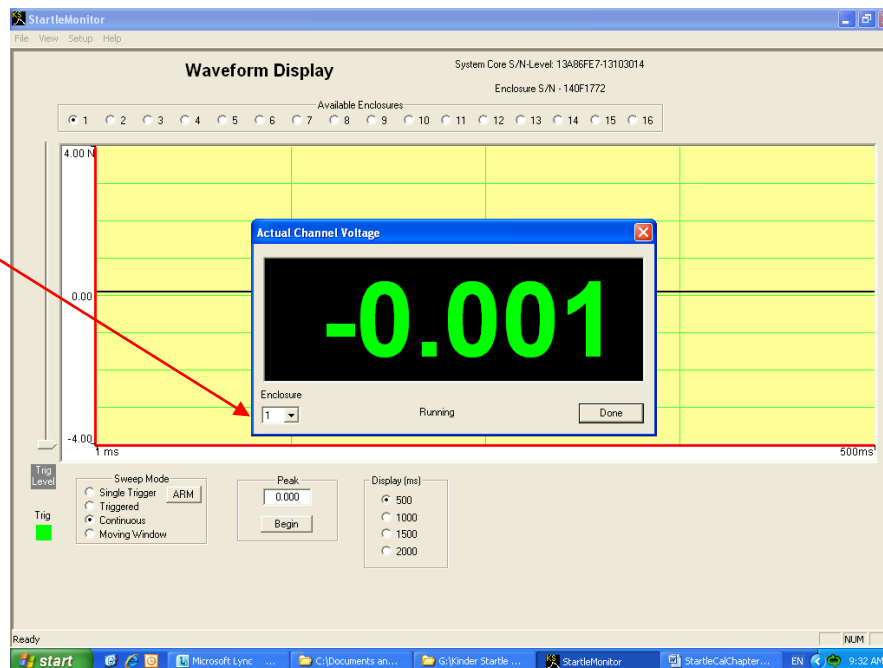 StartleMonitor
File View Setup Help
Waveform Display
System Core S/N-Level: 13A86FE7-13103014
Enclosure S/N - 140F1772
Available Enclosures
1 2 3 4 5 6 7 8 9 10 11 12 13 14 15 16
4.00 N
0.00
-4.00
1 ms
500ms
Actual Channel Voltage
-0.001
Enclosure
1
Running
Done
Trig Level
Trig
Sweep Mode
Single Trigger ARM
Triggered
Continuous
Moving Window
Peak
0.000
Begin
Display (ms)
500
1000
1500
2000
Ready
NUM
start
Microsoft Lync ...
C:\Documents an...
G:\Kinder Startle ...
StartleMonitor
StartleCalChapter...
EN
9:32 AM